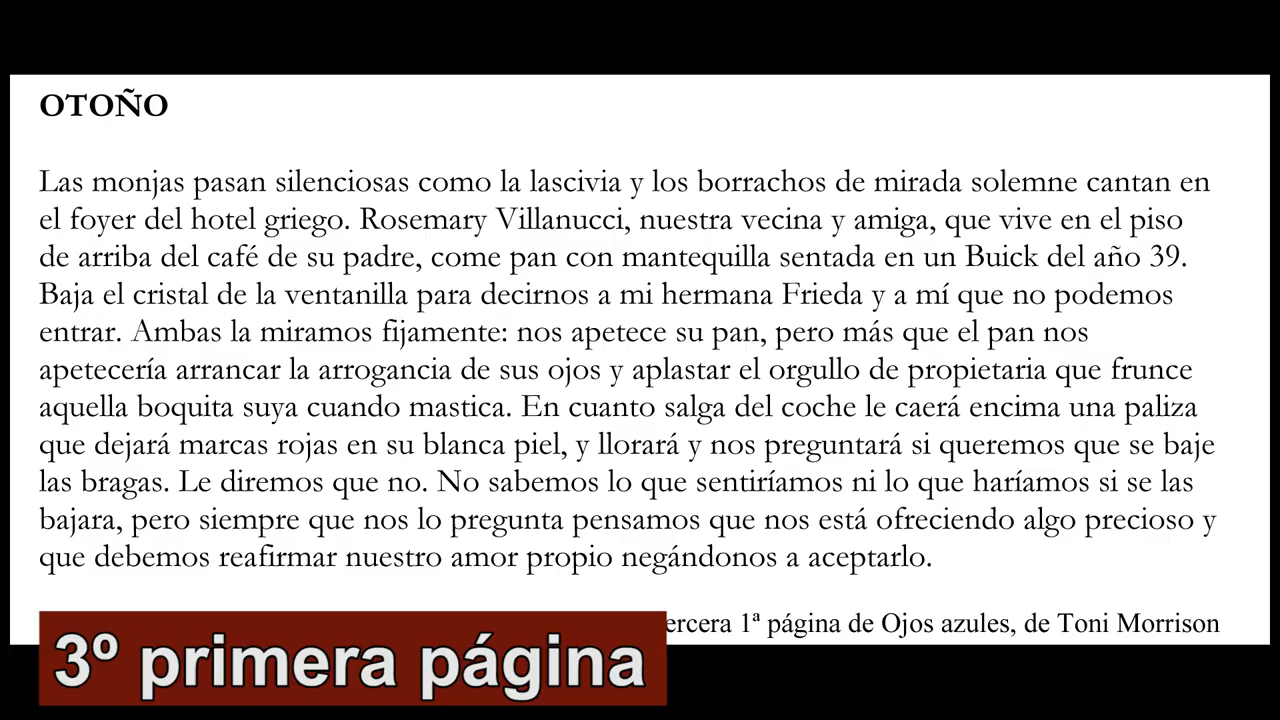 OTOÑO
Las monjas pasan silenciosas como la lascivia y los borrachos de mirada solemne cantan en
el foyer del hotel griego. Rosemary Villanucci, nuestra vecina y amiga, que vive en el piso
de arriba del café de su padre, come pan con mantequilla sentada en un Buick del año 39.
Baja el cristal de la ventanilla para decirnos a mi hermana Frieda y a mí que no podemos
entrar. Ambas la miramos fijamente: nos apetece su pan, pero más que el pan nos
apetecería arrancar la arrogancia de sus ojos y aplastar el orgullo de propietaria que frunce
aquella boquita suya cuando mastica. En cuanto salga del coche le caerá encima una paliza
que dejará marcas rojas en su blanca piel, y llorará y nos preguntará si queremos que se baje
las bragas. Le diremos que no. No sabemos lo que sentiríamos ni lo que haríamos si se las
bajara, pero siempre que nos lo pregunta pensamos que nos está ofreciendo algo precioso y
que debemos reafirmar nuestro amor propio negándonos a aceptarlo.
ercera 1ª página de Ojos azules, de Toni Morrison
3º primera página